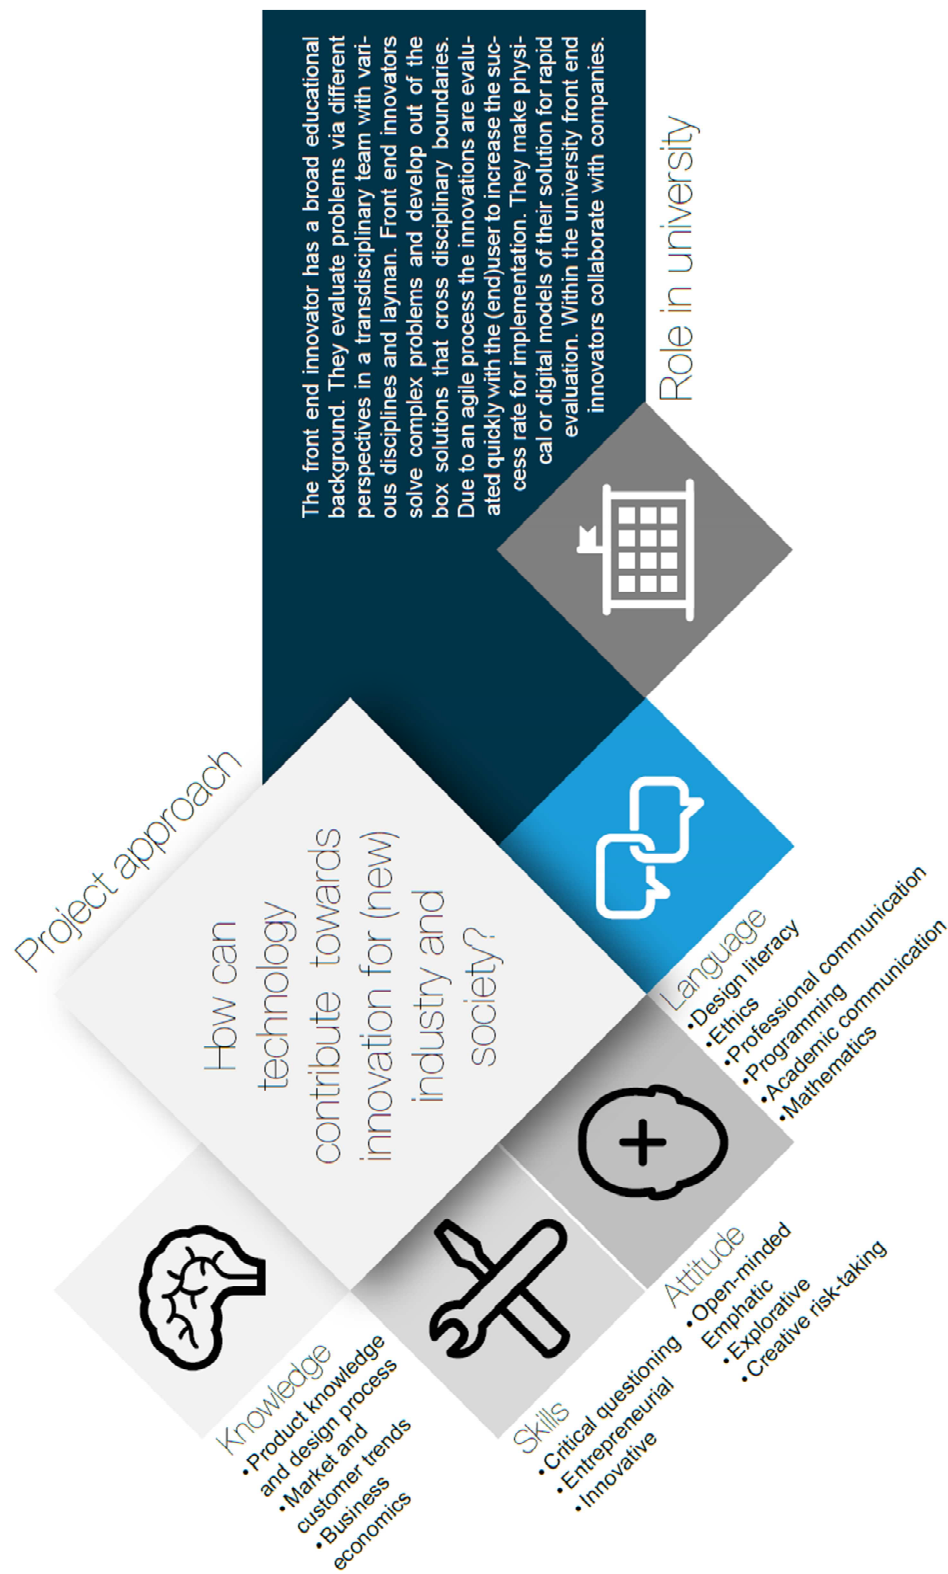 Project approach
How can
technology
contribute towards
innovation for (new)
industry and
society?
The front end innovator has a broad educational
background. They evaluate problems via different
perspectives in a transdisciplinary team with vari-
ous disciplines and layman. Front end innovators
solve complex problems and develop out of the
box solutions that cross disciplinary boundaries.
Due to an agile process the innovations are evalu-
ated quickly with the (end)user to increase the suc-
cess rate for implementation. They make physi-
cal or digital models of their solution for rapid
evaluation. Within the university front end
innovators collaborate with companies.
Knowledge
•Product knowledge
and design process
•Market and
customer trends
•Business
economics
Skills
•Critical questioning
•Entrepreneurial
•Innovative
Attitude
•Open-minded
Emphatic
•Explorative
•Creative risk-taking
Language
•Design literacy
•Ethics
•Professional communication
•Programming
•Academic communication
•Mathematics
Role in university